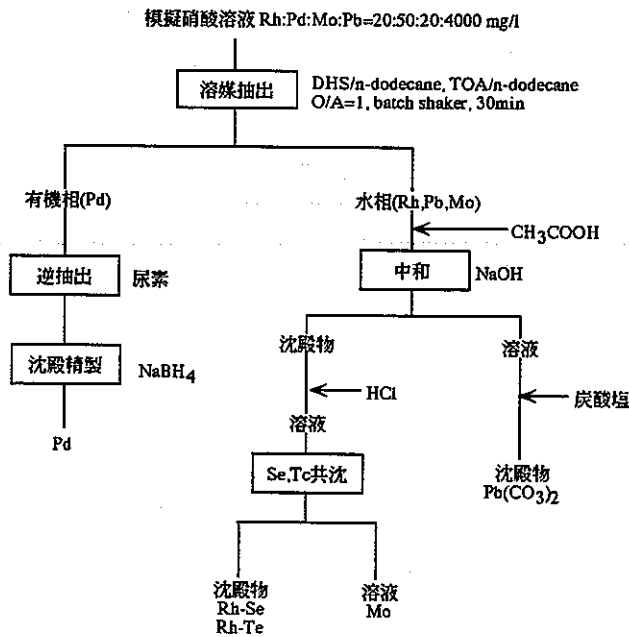 模擬硝酸溶液 Rh:Pd:Mo:Pb=20:50:20:4000 mg/l
溶媒抽出
DHS/n-dodecane, TOA/n-dodecane
O/A=1, batch shaker, 30min
有機相(Pd)
水相(Rh,Pb,Mo)
CH3COOH
逆抽出
尿素
中和
NaOH
沈殿精製
NaBH4
沈殿物
溶液
HCl
炭酸塩
Pd
溶液
Se,Tc共沈
沈殿物
Pb(CO3)2
沈殿物
Rh-Se
Rh-Te
溶液
Mo